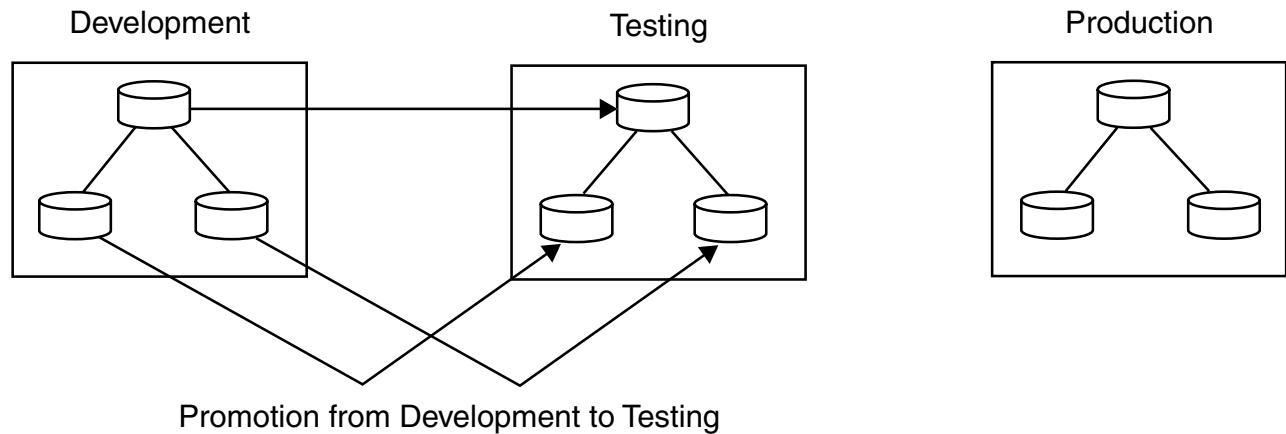 Development
Testing
Production
Promotion from Development to Testing